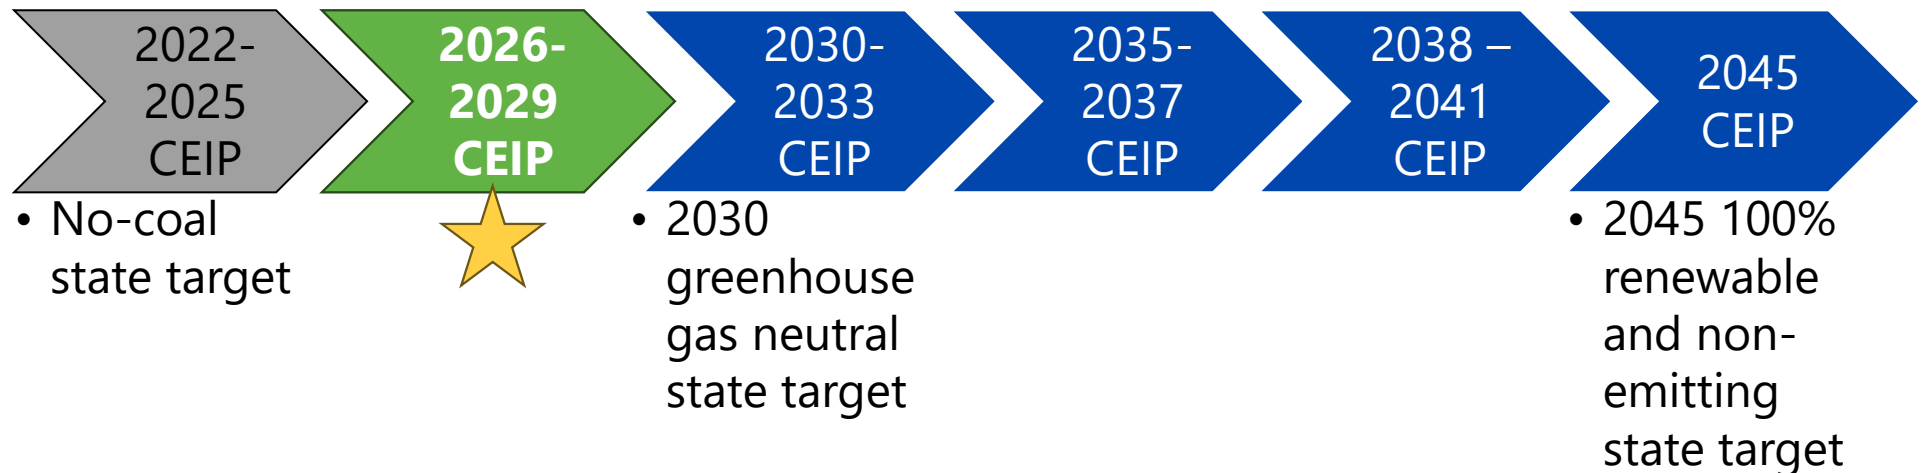 2022-
2025
CEIP
2026-
2029
CEIP
2030-
2033
CEIP
2035-
2037
CEIP
2038 –
2041
CEIP
2045
CEIP
• No-coal
state target
• 2030
greenhouse
gas neutral
state target
• 2045 100%
renewable
and non-
emitting
state target